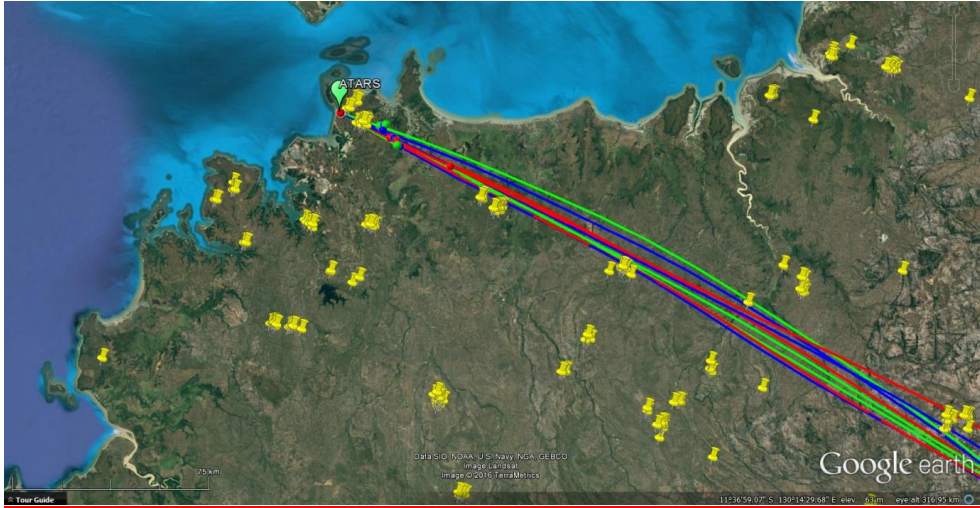 ATARS
Data SIO, NOAA, U.S. Navy, NGA, GEBCO
Image Landsat
Image © 2016 TerraMetrics
Google earth
75 km
Tour Guide
11°36'59.07" S 130°14'29.68" E elev 63 m eye alt 316.95 km